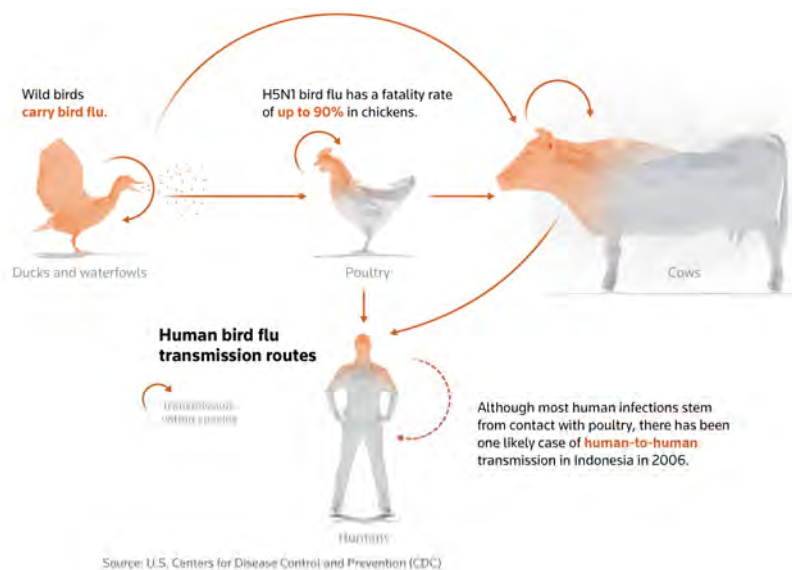 Wild birds
carry bird flu.
H5N1 bird flu has a fatality rate
of up to 90% in chickens.
Ducks and waterfowls
Poultry
Cows
Human bird flu
transmission routes
Transmission
within species
Although most human infections stem
from contact with poultry, there has been
one likely case of human-to-human
transmission in Indonesia in 2006.
Humans
Source: U.S. Centers for Disease Control and Prevention (CDC)